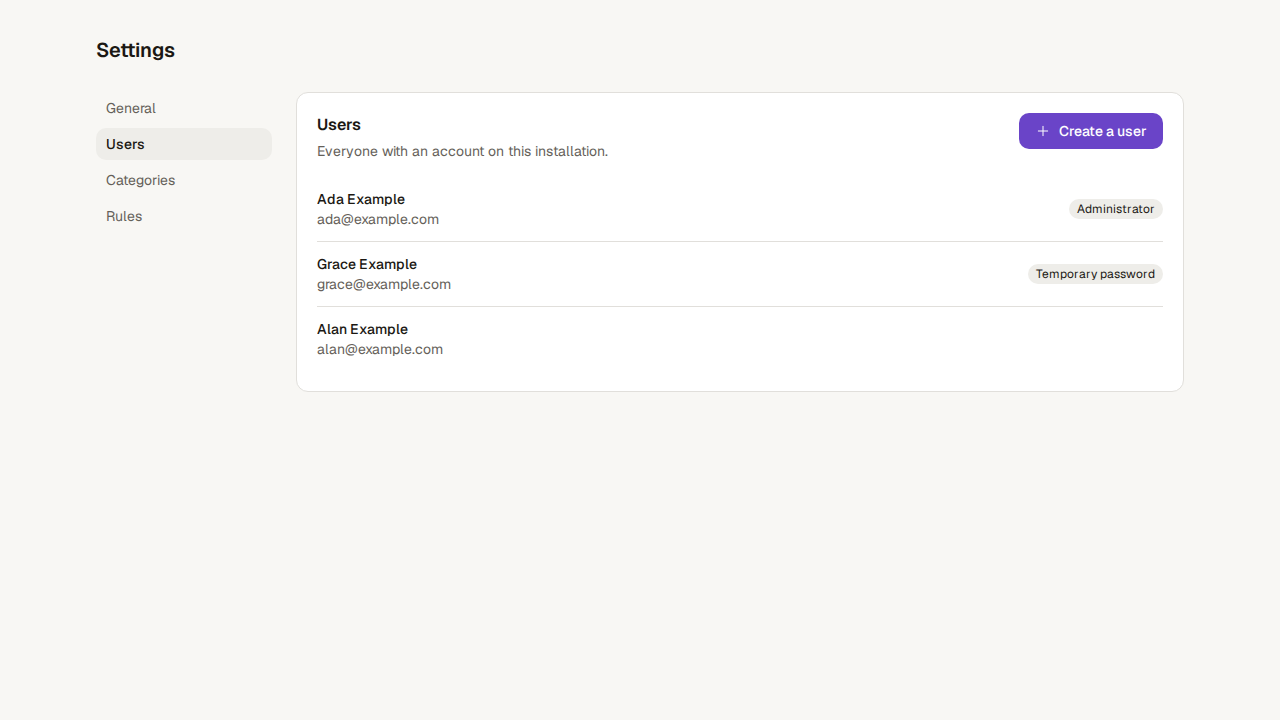 Settings
General
Users
Categories
Rules
Users
Everyone with an account on this installation.
Create a user
Ada Example
ada@example.com
Administrator
Grace Example
grace@example.com
Temporary password
Alan Example
alan@example.com